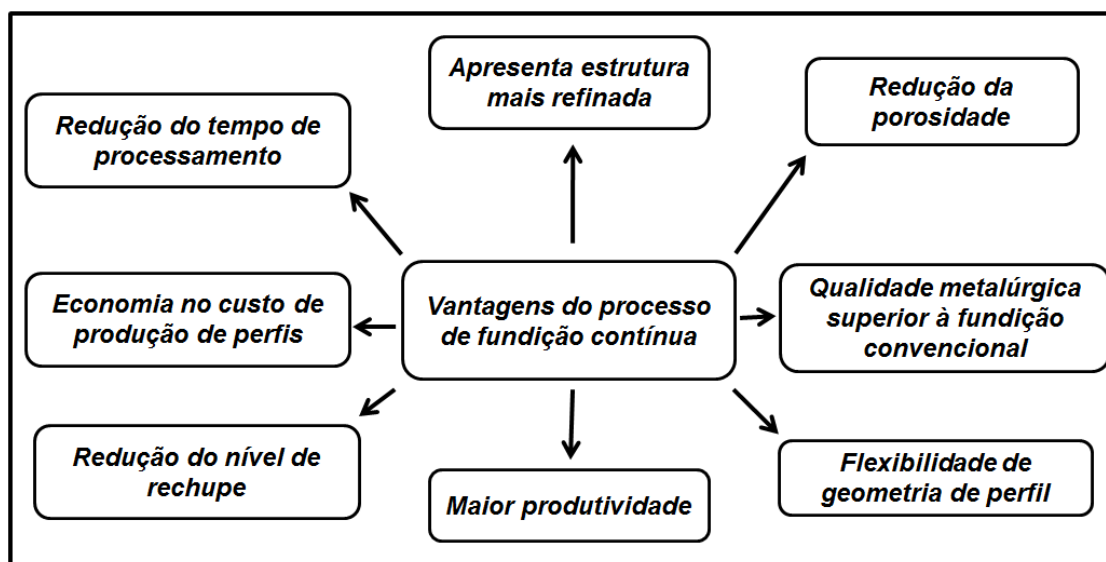 Apresenta estrutura
mais refinada
Redução da
porosidade
Redução do tempo de
processamento
Economia no custo de
produção de perfis
Vantagens do processo
de fundição contínua
Qualidade metalúrgica
superior à fundição
convencional
Redução do nível de
rechupe
Maior produtividade
Flexibilidade de
geometria de perfil